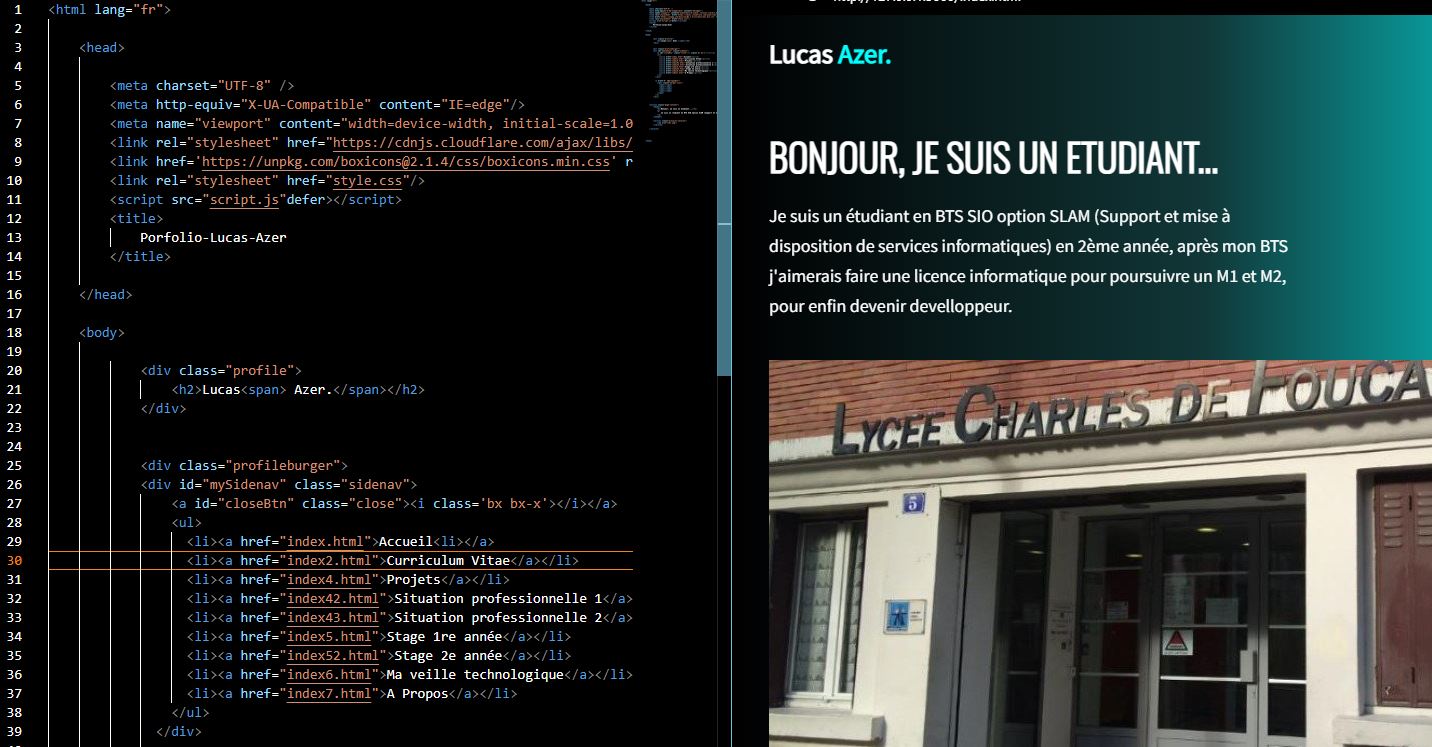 1 <html lang="fr">
2
3 <head>
4
5 <meta charset="UTF-8" />
6 <meta http-equiv="X-UA-Compatible" content="IE=edge"/>
7 <meta name="viewport" content="width=device-width, initial-scale=1.0
8 <link rel="stylesheet" href="https://cdnjs.cloudflare.com/ajax/libs/
9 <link href='https://unpkg.com/boxicons@2.1.4/css/boxicons.min.css' r
10 <link rel="stylesheet" href="style.css"/>
11 <script src="script.js"defer></script>
12 <title>
13 Porfolio-Lucas-Azer
14 </title>
15
16 </head>
17
18 <body>
19
20 <div class="profile">
21 <h2>Lucas<span> Azer.</span></h2>
22 </div>
23
24
25 <div class="profileburger">
26 <div id="mySidenav" class="sidenav">
27 <a id="closeBtn" class="close"><i class='bx bx-x'></i></a>
28 <ul>
29 <li><a href="index.html">Accueil<li></a>
30 <li><a href="index2.html">Curriculum Vitae</a></li>
31 <li><a href="index4.html">Projets</a></li>
32 <li><a href="index42.html">Situation professionnelle 1</a>
33 <li><a href="index43.html">Situation professionnelle 2</a>
34 <li><a href="index5.html">Stage 1re année</a></li>
35 <li><a href="index52.html">Stage 2e année</a></li>
36 <li><a href="index6.html">Ma veille technologique</a></li>
37 <li><a href="index7.html">A Propos</a></li>
38 </ul>
39 </div>
Lucas Azer.
BONJOUR, JE SUIS UN ETUDIANT...
Je suis un étudiant en BTS SIO option SLAM (Support et mise à
disposition de services informatiques) en 2ème année, après mon BTS
j'aimerais faire une licence informatique pour poursuivre un M1 et M2,
pour enfin devenir develloppeur.
LYCEE CHARLES DE FOUCA
5